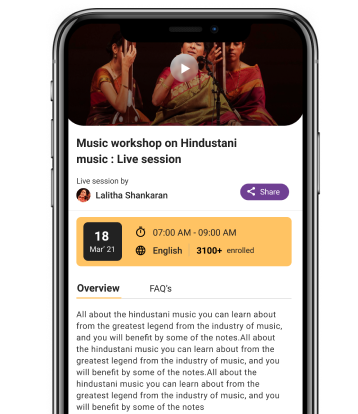 Music workshop on Hindustani
music : Live session
Live session by
Lalitha Shankaran
Share
18
Mar' 21
07:00 AM - 09:00 AM
English
3100+ enrolled
Overview
FAQ's
All about the hindustani music you can learn about
from the greatest legend from the industry of music,
and you will benefit by some of the notes.All about
the hindustani music you can learn about from the
greatest legend from the industry of music, and you
will benefit by some of the notes.All about the
hindustani music you can learn about from the
greatest legend from the industry of music, and you
will benefit by some of the notes